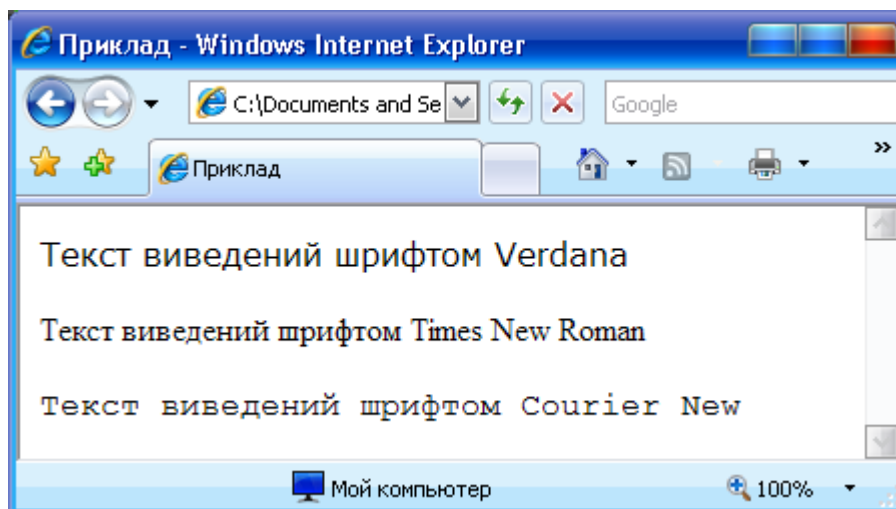 Приклад - Windows Internet Explorer
C:\Documents and Se
Google
Приклад
»
Текст виведений шрифтом Verdana
Текст виведений шрифтом Times New Roman
Текст виведений шрифтом Courier New
Мой компьютер
100%